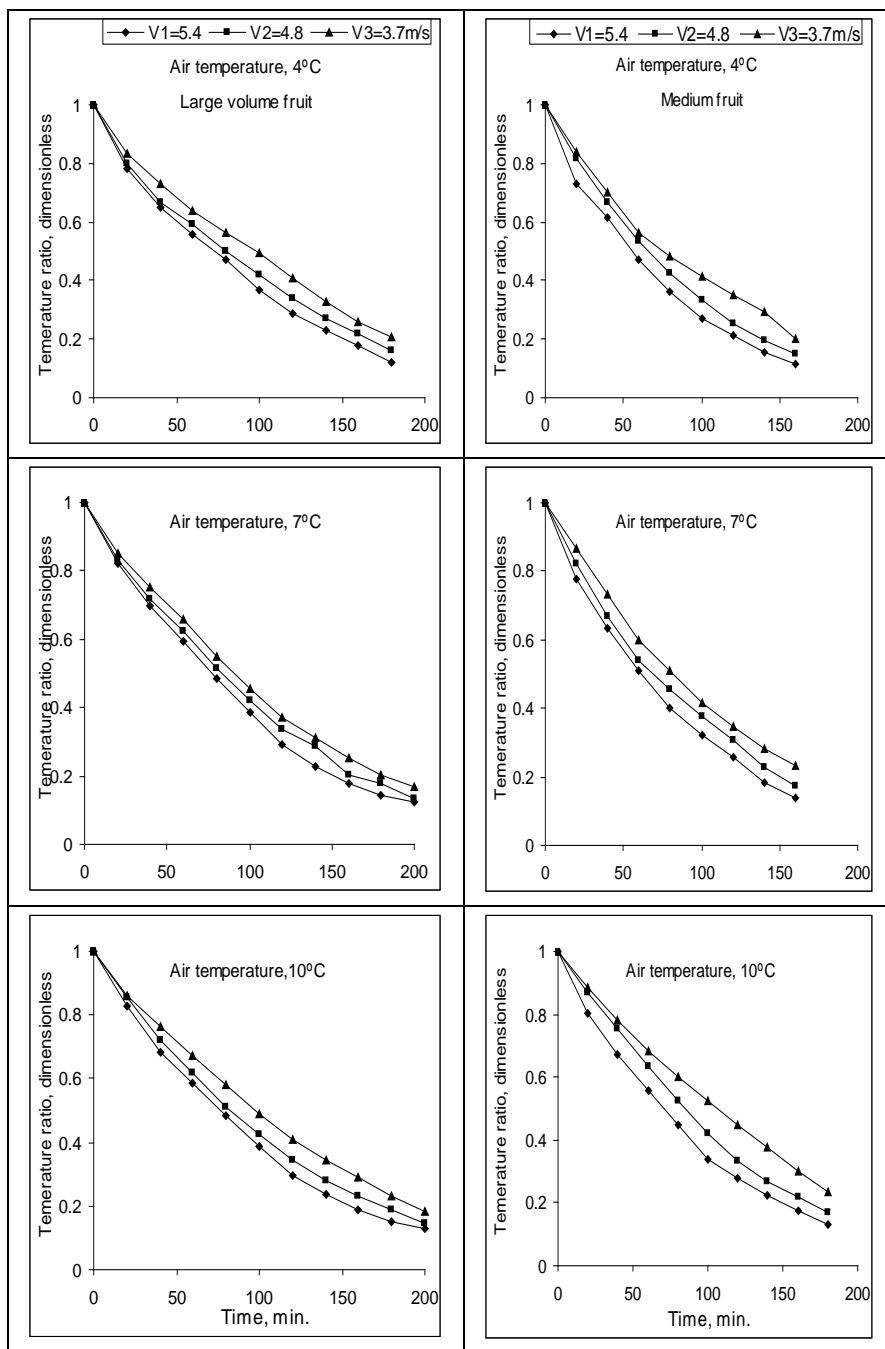 V1=5.4 V2=4.8 V3=3.7m/s
Air temperature, 4ºC
Large volume fruit
Temerature ratio, dimensionless
1
0.8
0.6
0.4
0.2
0
0 50 100 150 200
V1=5.4 V2=4.8 V3=3.7m/s
Air temperature, 4ºC
Medium fruit
Temerature ratio, dimensionless
1
0.8
0.6
0.4
0.2
0
0 50 100 150 200
Air temperature, 7ºC
Temerature ratio, dimensionless
1
0.8
0.6
0.4
0.2
0
0 50 100 150 200
Air temperature, 7ºC
Temerature ratio, dimensionless
1
0.8
0.6
0.4
0.2
0
0 50 100 150 200
Air temperature,10ºC
Temerature ratio, dimensionless
1
0.8
0.6
0.4
0.2
0
0 50 100 150 200
Time, min.
Air temperature, 10ºC
Temerature ratio, dimensionless
1
0.8
0.6
0.4
0.2
0
0 50 100 150 200
Time, min.